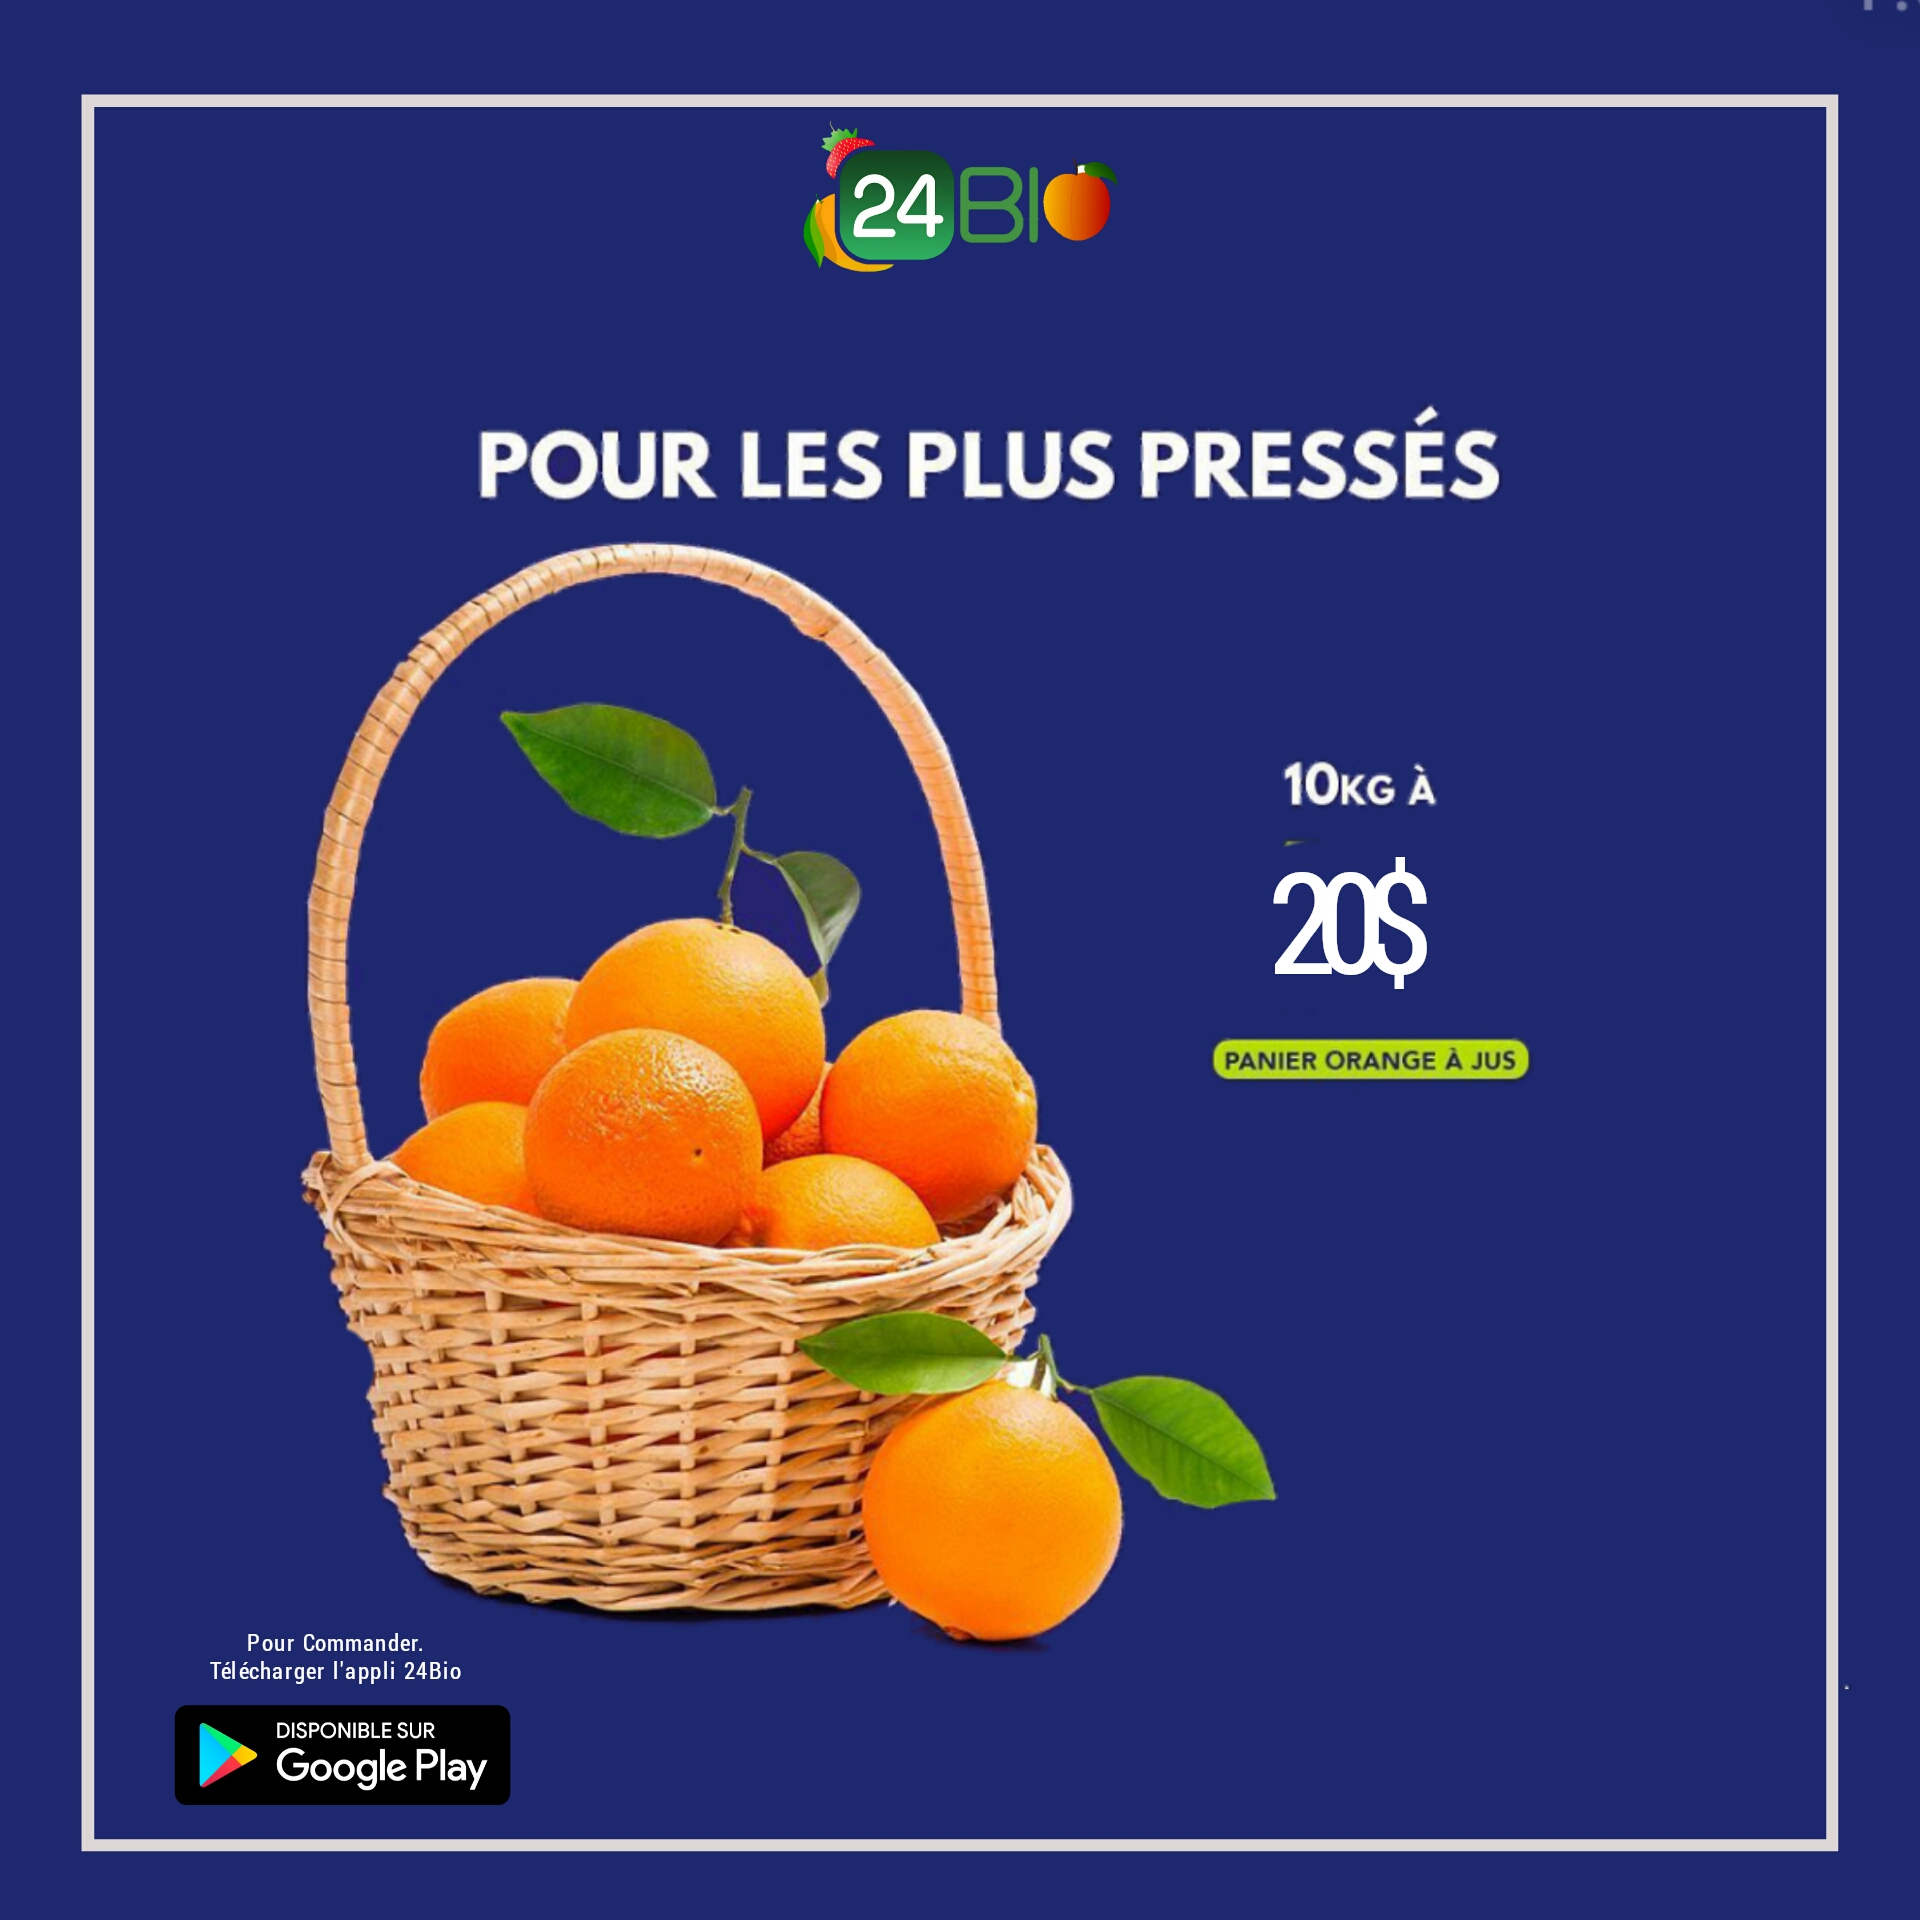 24BIO
POUR LES PLUS PRESSÉS
10KG À
20$
PANIER ORANGE À JUS
Pour Commander.
Télécharger l'appli 24Bio
DISPONIBLE SUR
Google Play